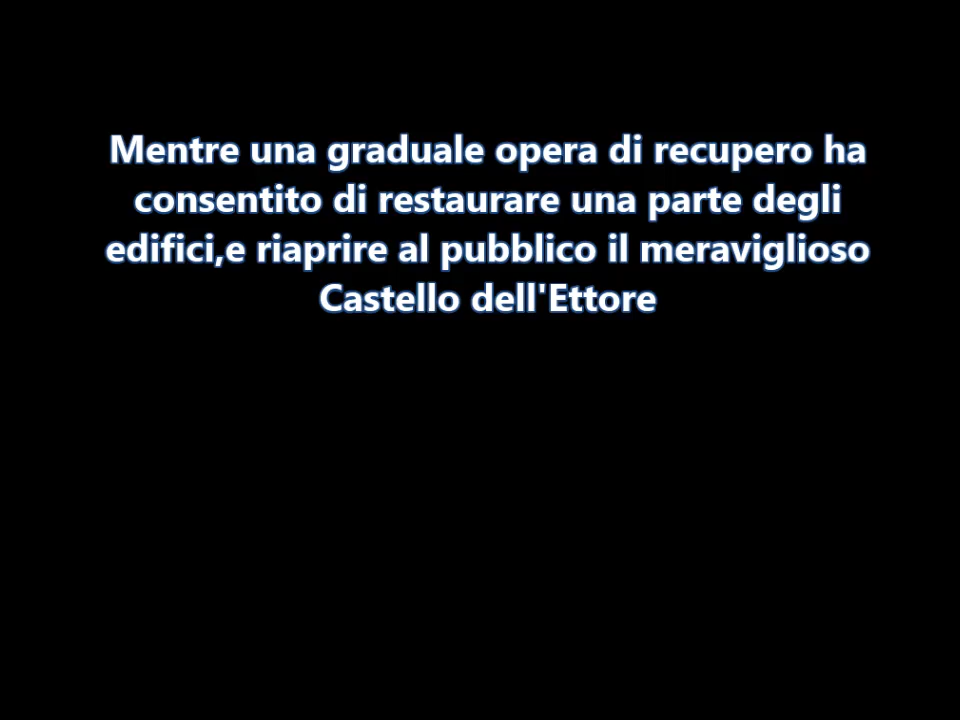 Mentre una graduale opera di recupero ha
consentito di restaurare una parte degli
edifici,e riaprire al pubblico il meraviglioso
Castello dell'Ettore